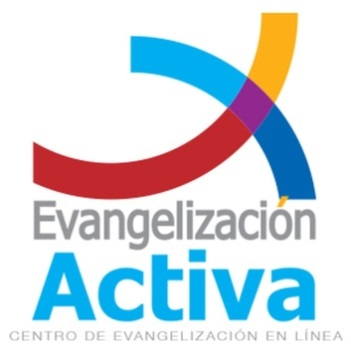 Evangelización
Activa
CENTRO DE EVANGELIZACIÓN EN LÍNEA